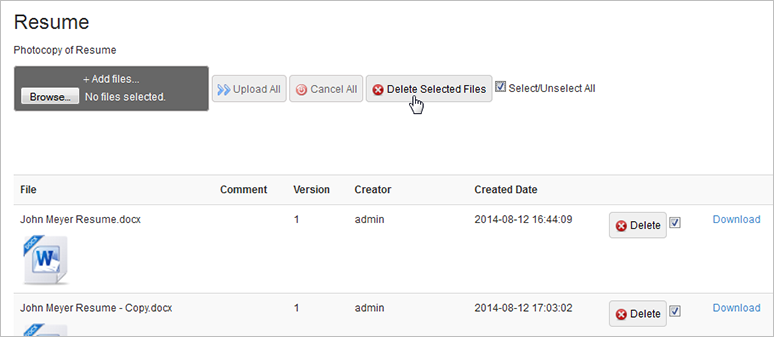 Resume
Photocopy of Resume
+ Add files...
Browse... No files selected.
Upload All Cancel All Delete Selected Files Select/Unselect All
File Comment Version Creator Created Date
John Meyer Resume.docx 1 admin 2014-08-12 16:44:09 Delete Download
W
John Meyer Resume - Copy.docx 1 admin 2014-08-12 17:03:02 Delete Download